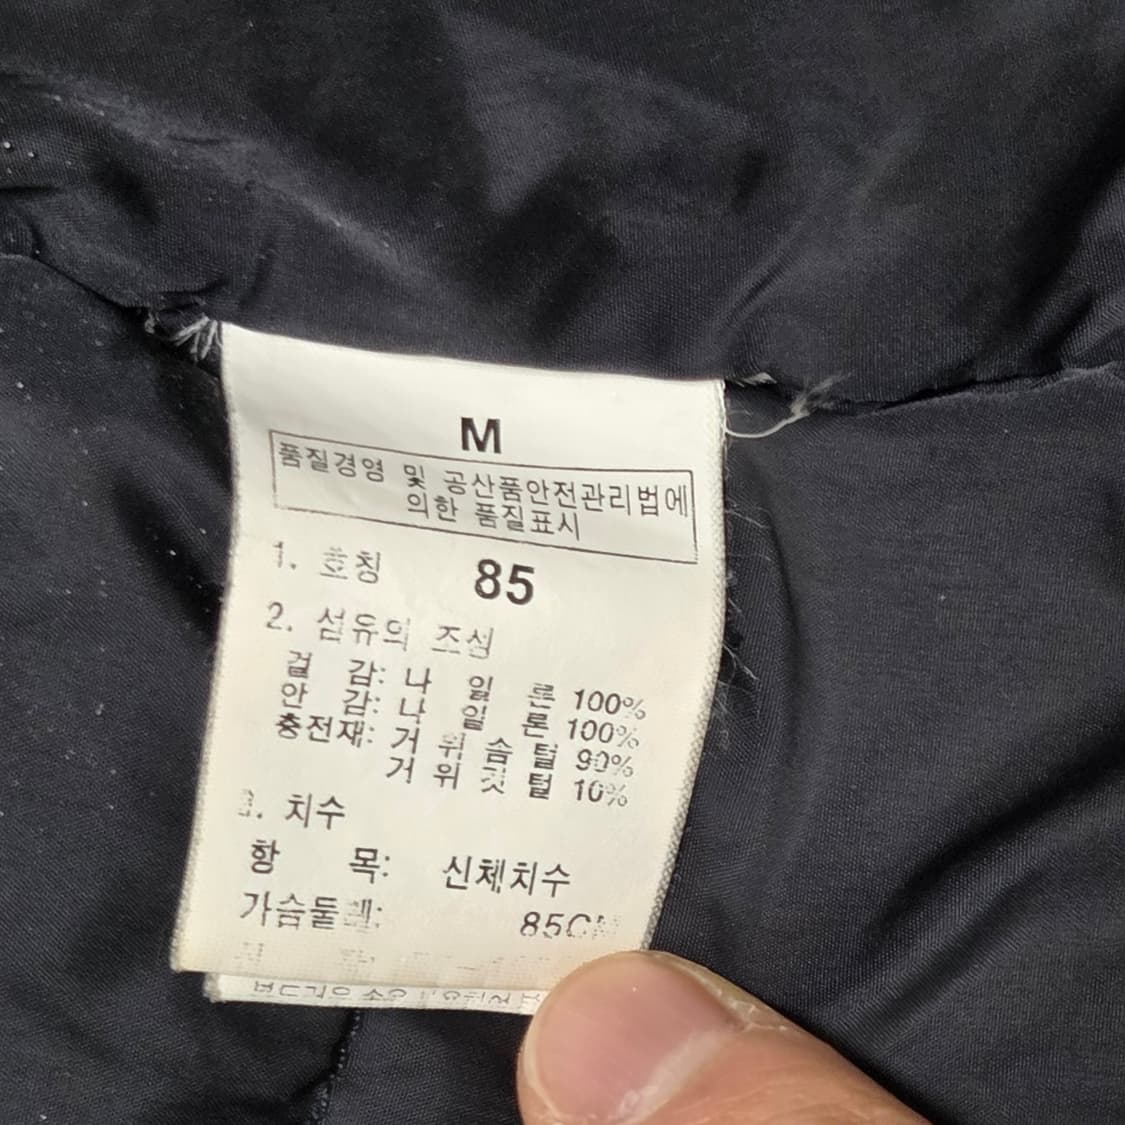 M
품질경영 및 공산품안전관리법에
의한 품질표시
1. 호칭 85
2. 섬유의 조성
겉 감: 나 일 론 100%
안 감: 나 일 론 100%
충전재: 거 위 솜 털 90%
거 위 깃 털 10%
3. 치수
항 목: 신체치수
가슴둘레: 85CM